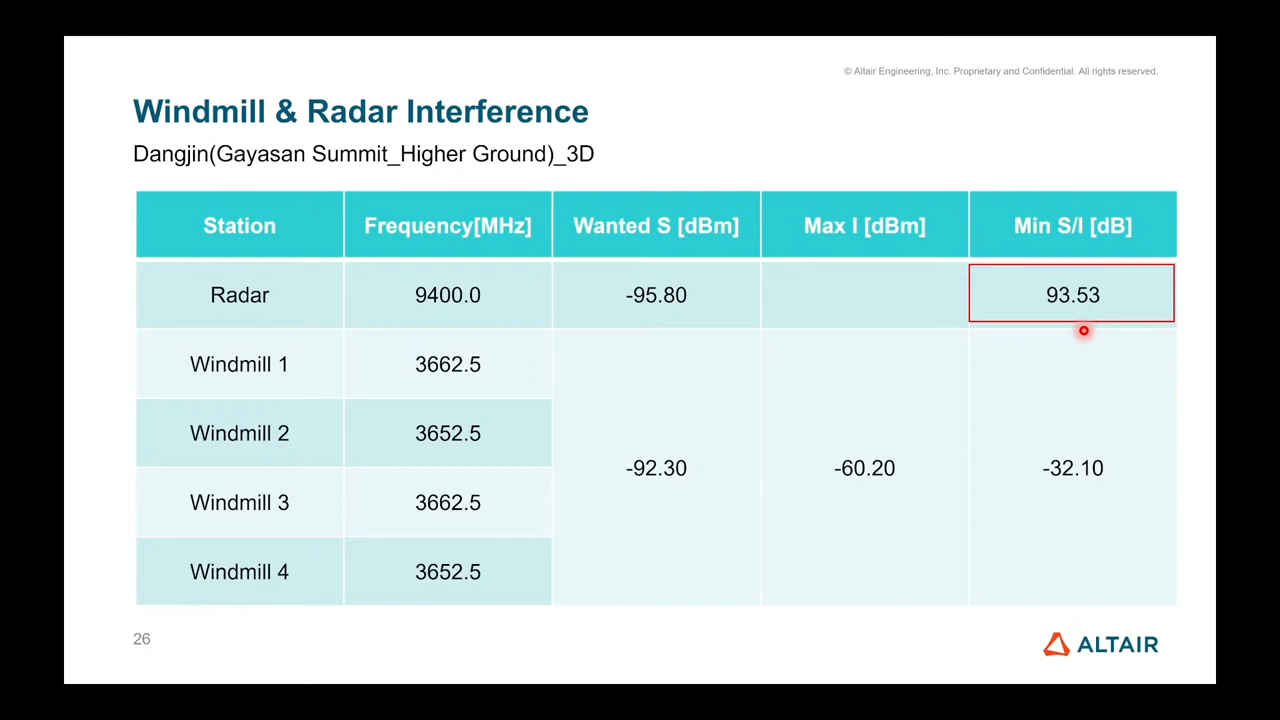 © Altair Engineering, Inc. Proprietary and Confidential. All rights reserved.
Windmill & Radar Interference
Dangjin(Gayasan Summit_Higher Ground)_3D
Station Frequency[MHz] Wanted S [dBm] Max I [dBm] Min S/I [dB]
Radar 9400.0 -95.80 93.53
Windmill 1 3662.5
Windmill 2 3652.5
-92.30 -60.20 -32.10
Windmill 3 3662.5
Windmill 4 3652.5
26
ALTAIR